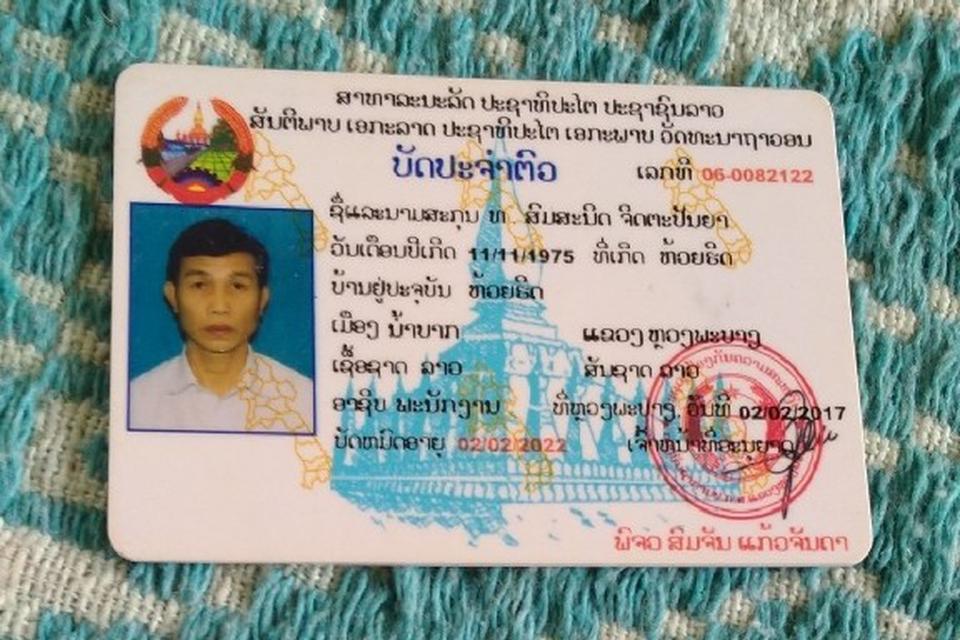 ສາທາລະນະລັດ ປະຊາທິປະໄຕ ປະຊາຊົນລາວ
ສັນຕິພາບ ເອກະລາດ ປະຊາທິປະໄຕ ເອກະພາບ ວັດທະນາຖາວອນ
ບັດປະຈຳຕົວ ເລກທີ 06-0082122
ຊື່ແລະນາມສະກຸນ ທ. ສົມສະນິດ ຈິດຕະປັນຍາ
ວັນເດືອນປີເກີດ 11/11/1975 ທີ່ເກີດ ຫ້ວຍຣິດ
ບ້ານຢູ່ປະຈຸບັນ ຫ້ວຍຣິດ
ເມືອງ ນ້ຳບາກ ແຂວງ ຫຼວງພະບາງ
ເຊື້ອຊາດ ລາວ ສັນຊາດ ລາວ
ອາຊີບ ພະນັກງານ ທີ່ຫຼວງພະບາງ, ວັນທີ 02/02/2017
ບັດຫມົດອາຍຸ 02/02/2022 ເຈົ້າຫນ້າທີ່ອະນຸຍາດ
ພິຈວ ສົມຈັນ ແກ້ວຈັນດາ